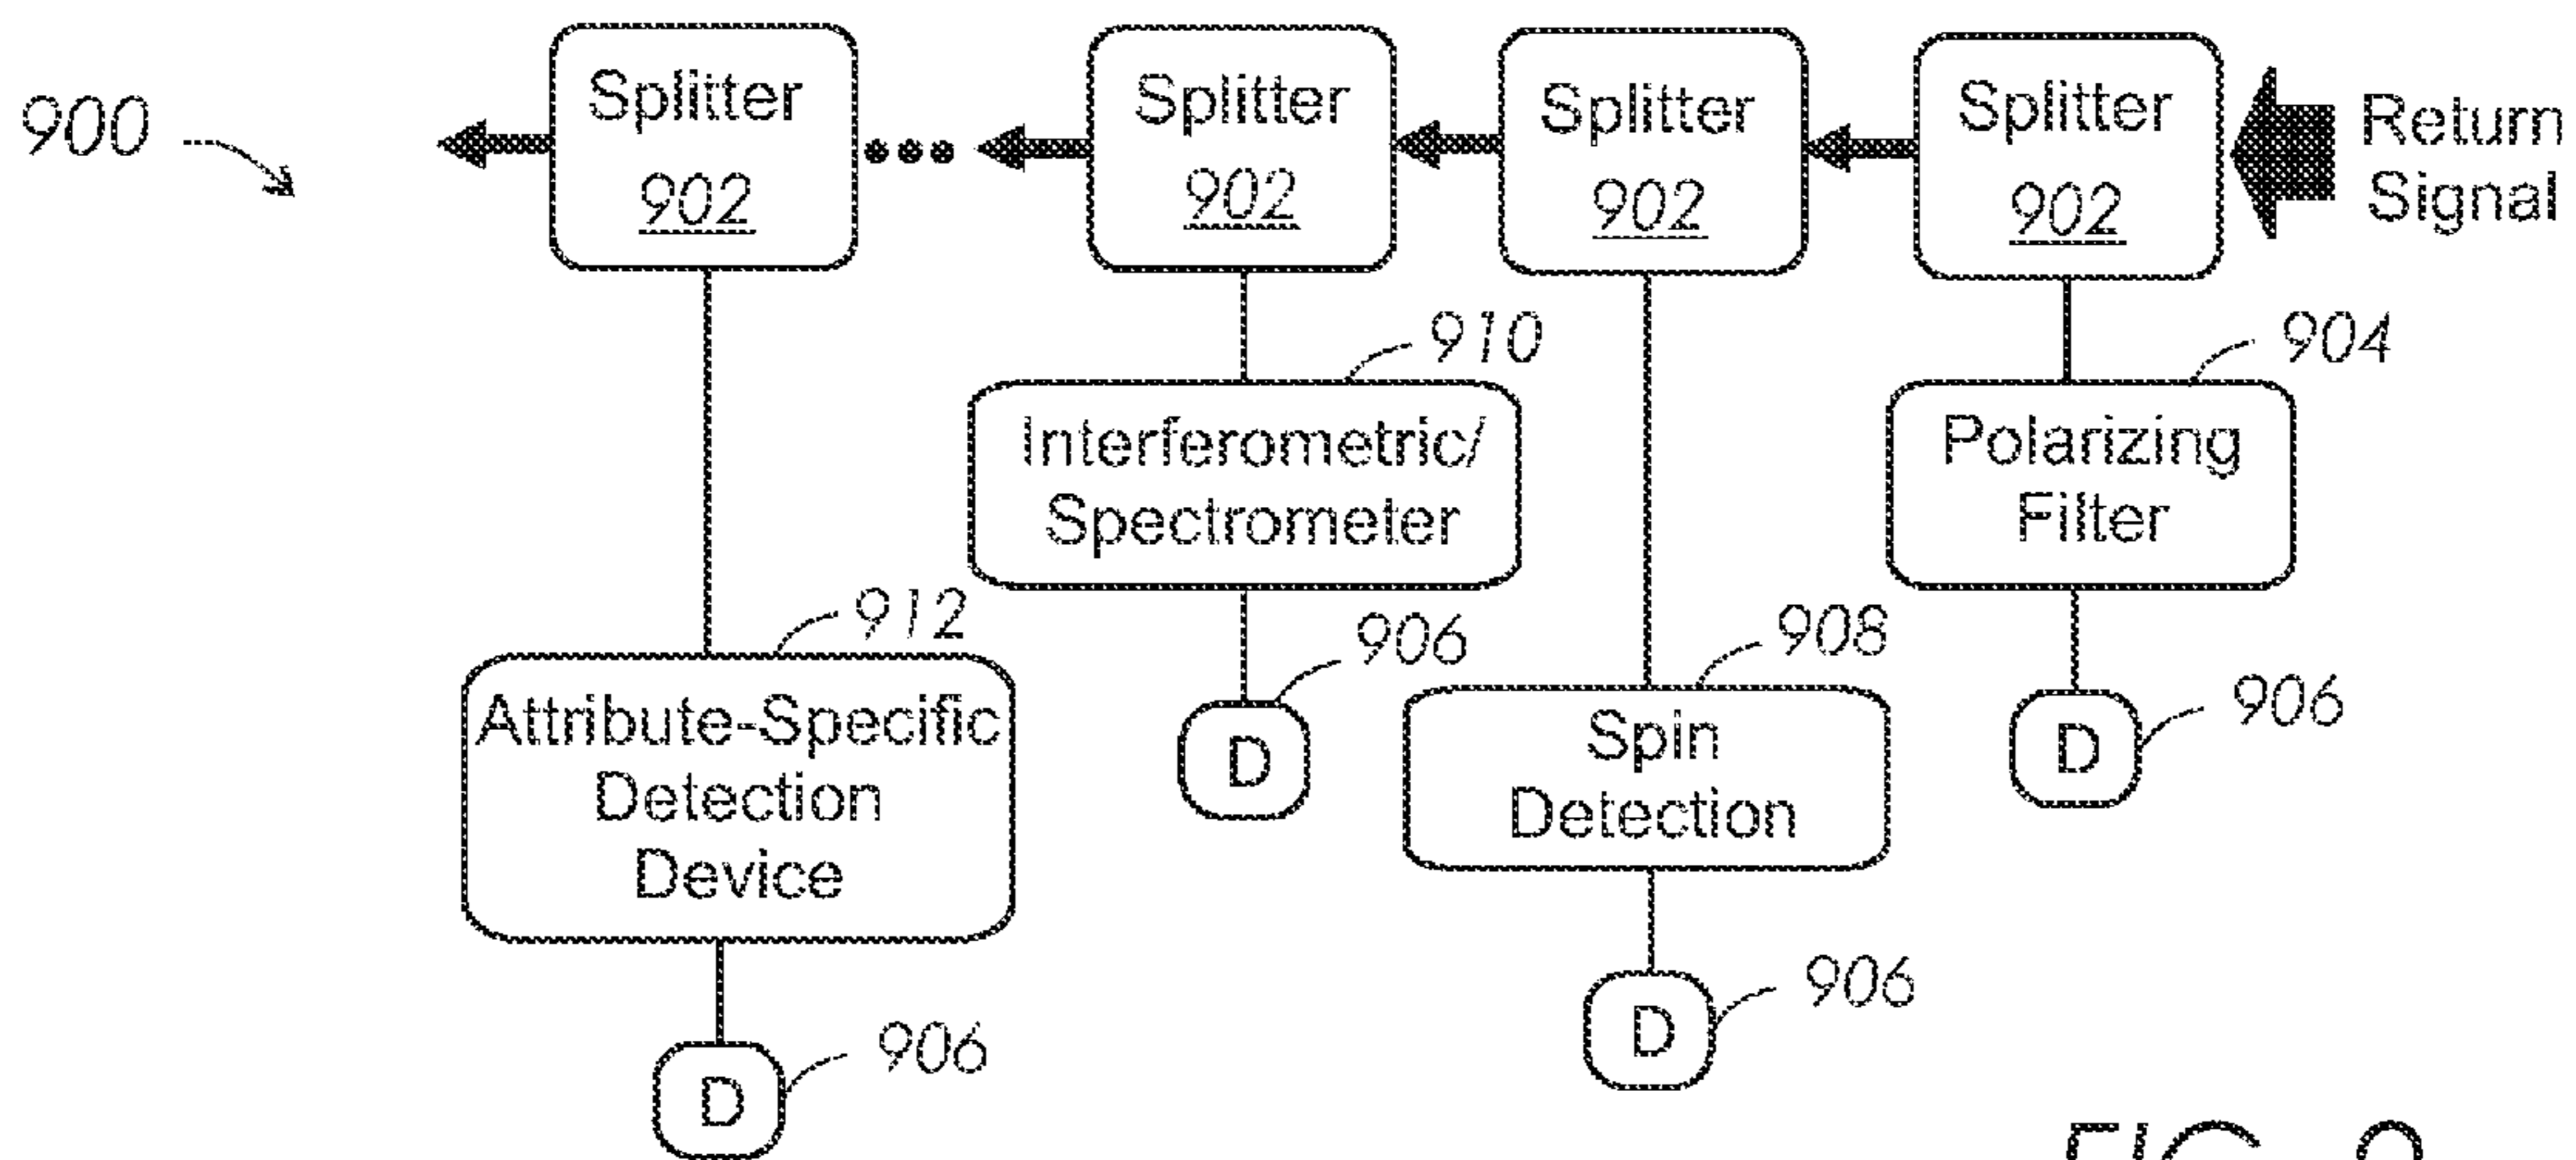 900
Splitter
902
Splitter
902
Splitter
902
Splitter
902
Return
Signal
910
Interferometric/
Spectrometer
904
Polarizing
Filter
912
Attribute-Specific
Detection
Device
906
D
908
Spin
Detection
906
D
906
D
906
D